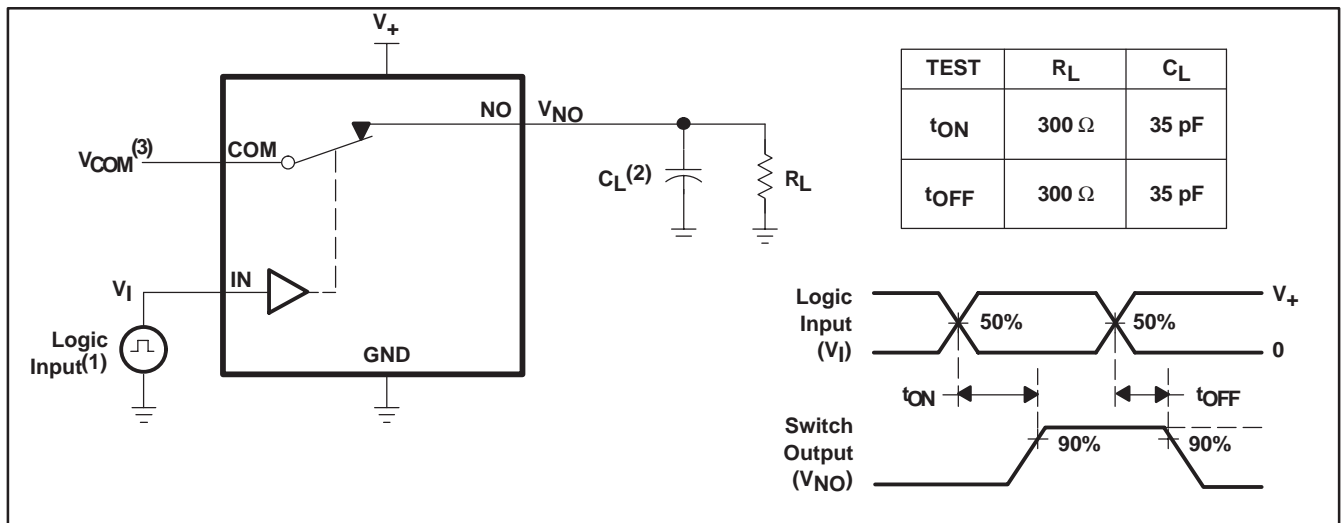 V+
NO
VNO
VCOM(3)
COM
CL(2)
RL
VI
IN
Logic
Input(1)
GND
TEST RL CL
tON 300 Ω 35 pF
tOFF 300 Ω 35 pF
Logic
Input
(VI)
50%
50%
V+
0
tON
tOFF
Switch
Output
(VNO)
90%
90%